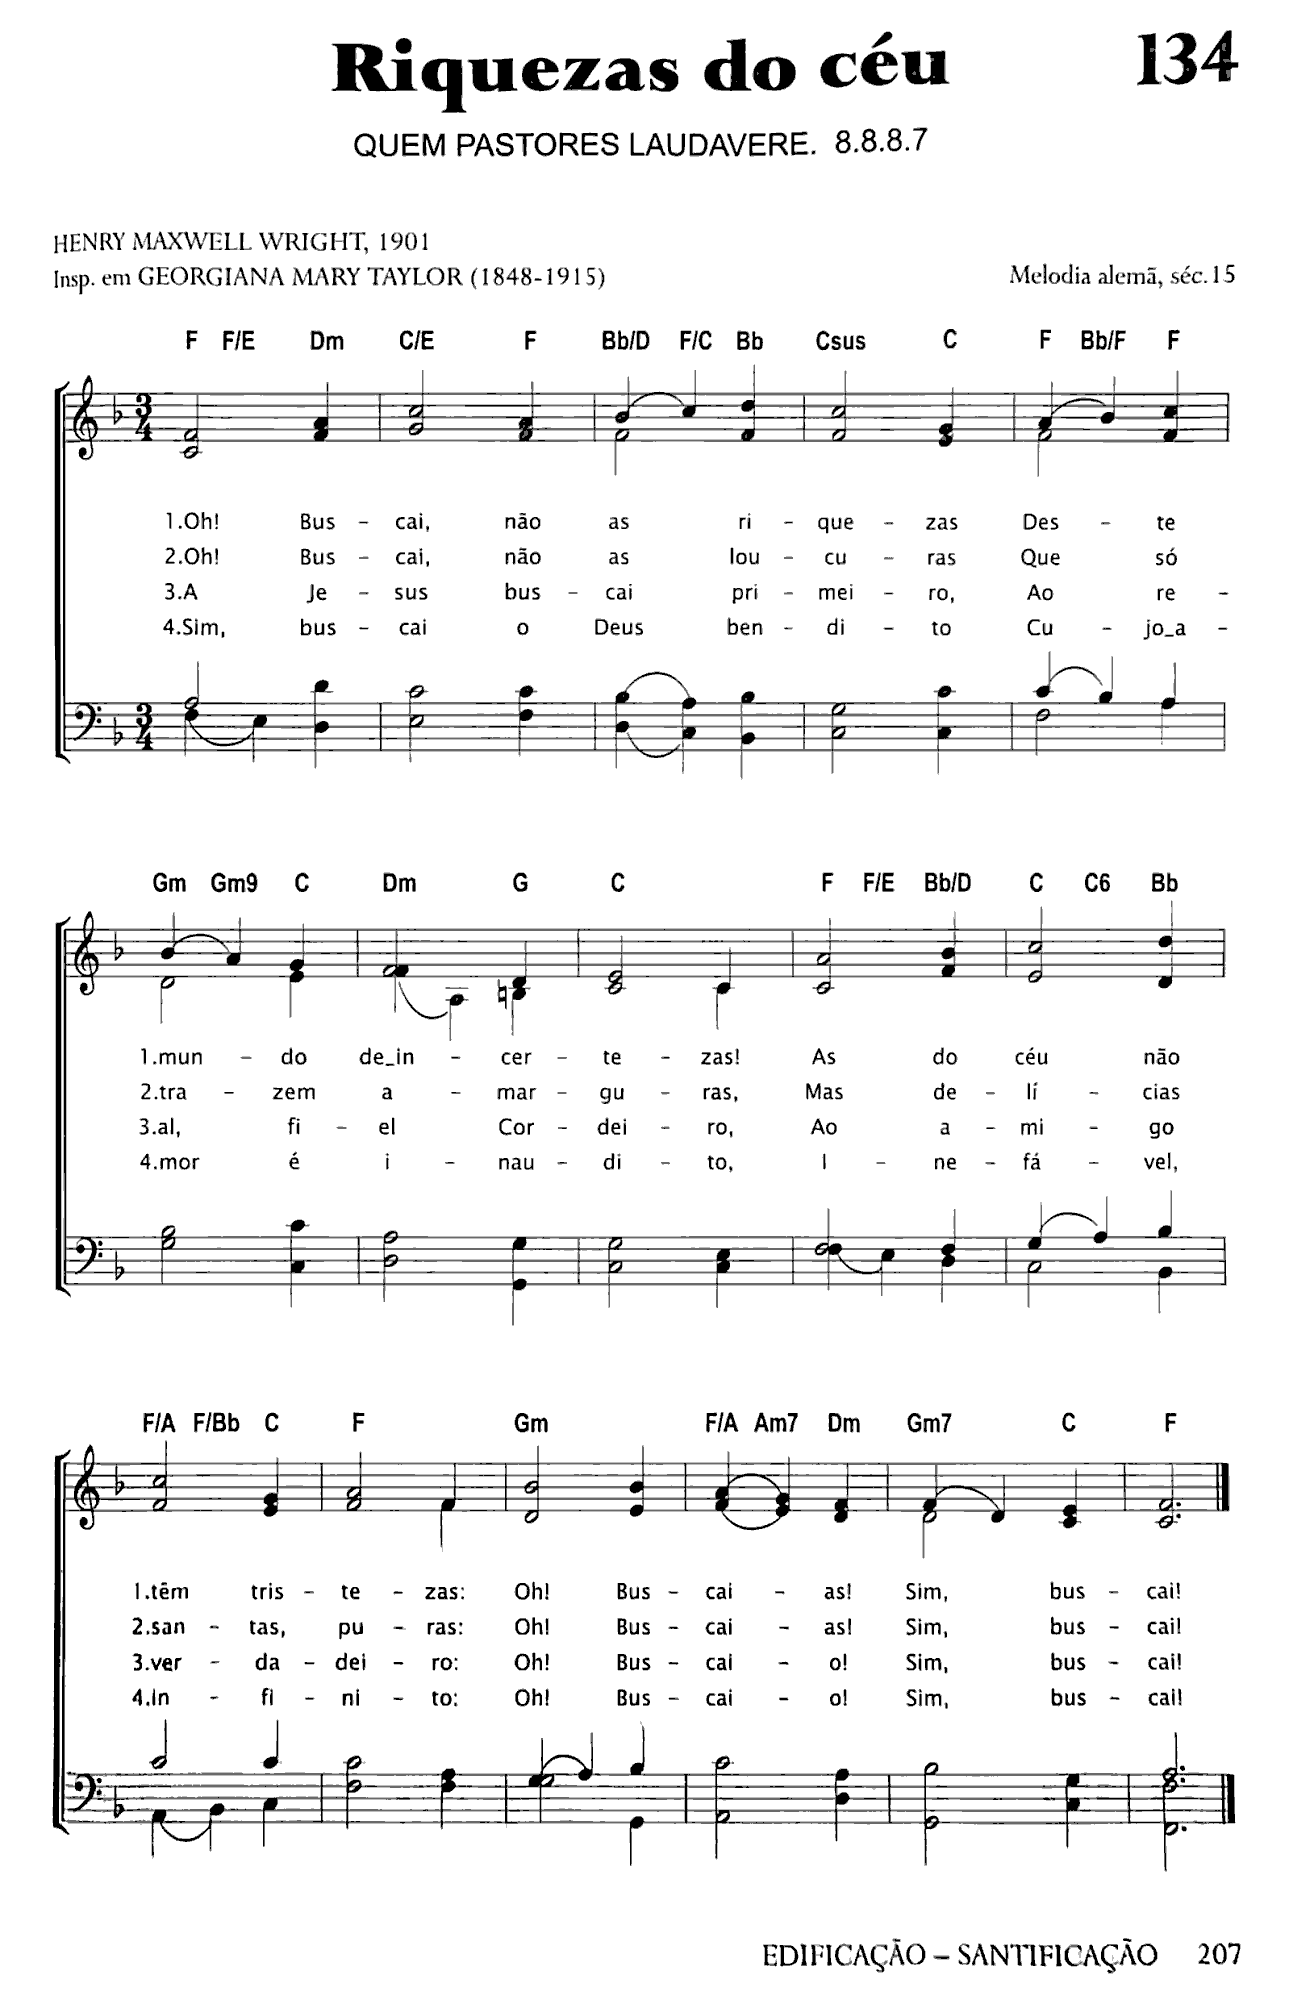 Riquezas do céu 134
QUEM PASTORES LAUDAVERE. 8.8.8.7
HENRY MAXWELL WRIGHT, 1901
Insp. em GEORGIANA MARY TAYLOR (1848-1915) Melodia alemã, séc.15
F F/E Dm C/E F Bb/D F/C Bb Csus C F Bb/F F
1.Oh! Bus - cai, não as ri - que - zas Des - te
2.Oh! Bus - cai, não as lou - cu - ras Que só
3.A Je - sus bus - cai pri - mei - ro, Ao re -
4.Sim, bus - cai o Deus ben - di - to Cu - jo_a -
Gm Gm9 C Dm G C F F/E Bb/D C C6 Bb
1.mun - do de_in - cer - te - zas! As do céu não
2.tra - zem a - mar - gu - ras, Mas de - lí - cias
3.al, fi - el Cor - dei - ro, Ao a - mi - go
4.mor é i - nau - di - to, I - ne - fá - vel,
F/A F/Bb C F Gm F/A Am7 Dm Gm7 C F
1.têm tris - te - zas: Oh! Bus - cai - as! Sim, bus - cai!
2.san - tas, pu - ras: Oh! Bus - cai - as! Sim, bus - cai!
3.ver - da - dei - ro: Oh! Bus - cai - o! Sim, bus - cai!
4.in - fi - ni - to: Oh! Bus - cai - o! Sim, bus - cai!
EDIFICAÇÃO – SANTIFICAÇÃO 207